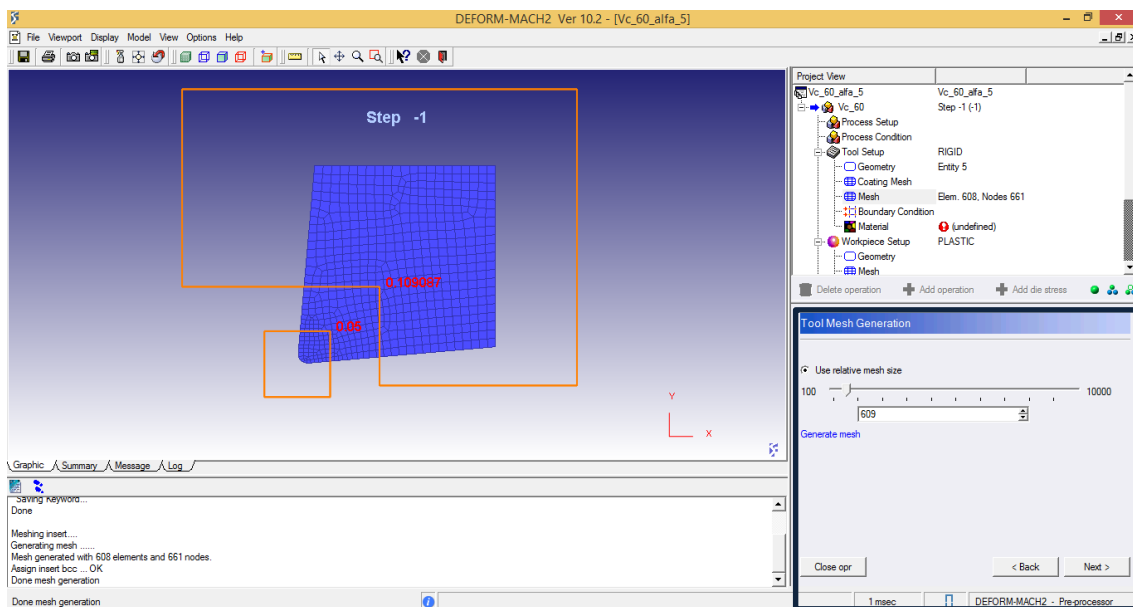 DEFORM-MACH2 Ver 10.2 - [Vc_60_alfa_5]
File Viewport Display Model View Options Help
Step -1
0.109097
0.05
Y
X
Graphic Summary Message Log
Saving Keyword...
Done
Meshing insert....
Generating mesh ......
Mesh generated with 608 elements and 661 nodes.
Assign insert bcc ... OK
Done mesh generation
Project View
Vc_60_alfa_5 Vc_60_alfa_5
Vc_60 Step -1 (-1)
Process Setup
Process Condition
Tool Setup RIGID
Geometry Entity 5
Coating Mesh
Mesh Elem. 608, Nodes 661
Boundary Condition
Material (undefined)
Workpiece Setup PLASTIC
Geometry
Mesh
Delete operation Add operation Add die stress
Tool Mesh Generation
Use relative mesh size
100 10000
609
Generate mesh
Close opr < Back Next >
Done mesh generation 1 msec DEFORM-MACH2 - Pre-processor